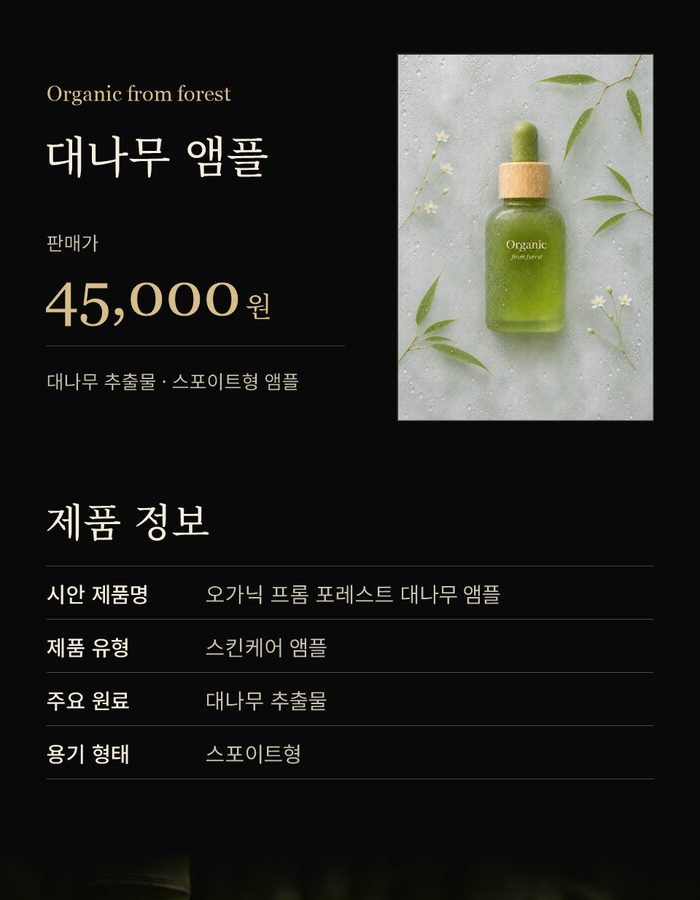 Organic from forest
대나무 앰플
판매가
45,000원
대나무 추출물 · 스포이트형 앰플
Organic
from forest
제품 정보
시안 제품명 오가닉 프롬 포레스트 대나무 앰플
제품 유형 스킨케어 앰플
주요 원료 대나무 추출물
용기 형태 스포이트형